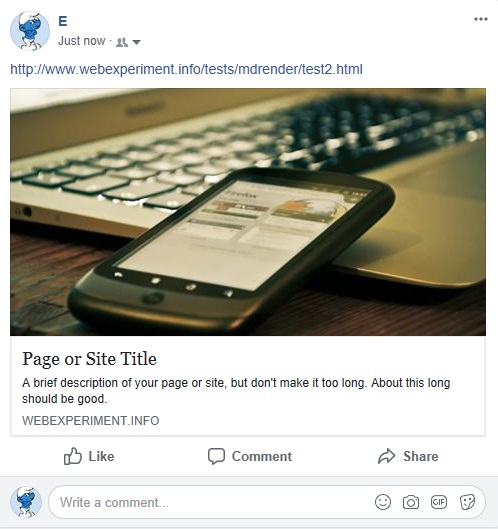 E
Just now
http://www.webexperiment.info/tests/mdrender/test2.html
Firefox
Page or Site Title
A brief description of your page or site, but don't make it too long. About this long
should be good.
WEBEXPERIMENT.INFO
Like Comment Share
Write a comment...
GIF